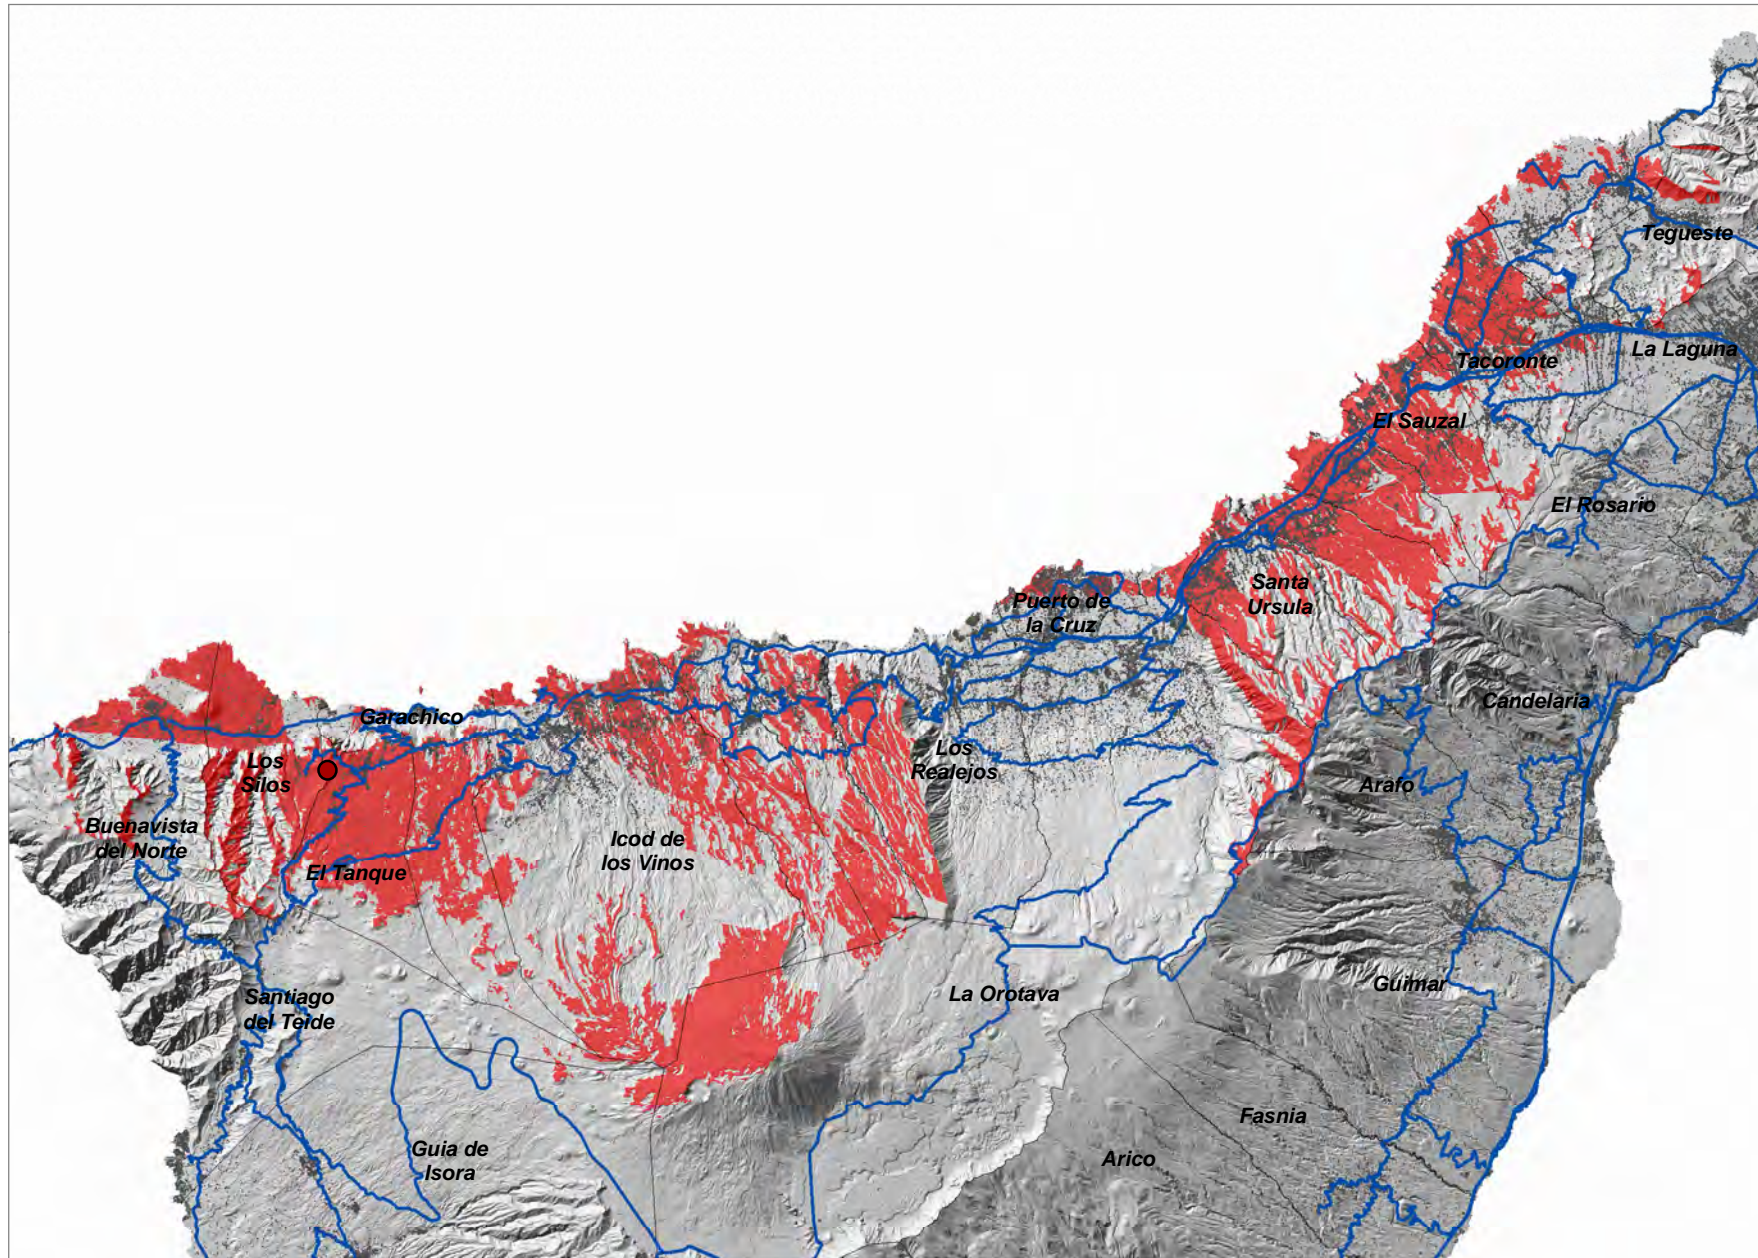 Tegueste
La Laguna
Tacoronte
El Sauzal
El Rosario
Santa
Ursula
Puerto de
la Cruz
Candelaria
Garachico
Los
Silos
Los
Realejos
Arafo
Buenavista
del Norte
Icod de
los Vinos
El Tanque
Guimar
La Orotava
Santiago
del Teide
Fasnia
Guia de
Isora
Arico